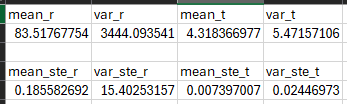 mean_r var_r mean_t var_t
83.51767754 3444.093541 4.318366977 5.47157106
mean_ste_r var_ste_r mean_ste_t var_ste_t
0.185582692 15.40253157 0.007397007 0.02446973